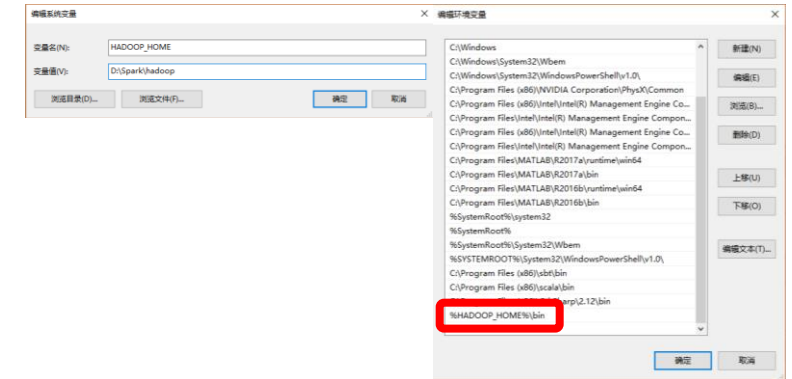 编辑系统变量
变量名(N):
HADOOP_HOME
变量值(V):
D:\Spark\hadoop
浏览目录(D)...
浏览文件(F)...
确定
取消
编辑环境变量
C:\Windows
C:\Windows\System32\Wbem
C:\Windows\System32\WindowsPowerShell\v1.0\
C:\Program Files (x86)\NVIDIA Corporation\PhysX\Common
C:\Program Files (x86)\Intel\Intel(R) Management Engine Co...
C:\Program Files\Intel\Intel(R) Management Engine Compon...
C:\Program Files (x86)\Intel\Intel(R) Management Engine Co...
C:\Program Files\Intel\Intel(R) Management Engine Compon...
C:\Program Files\MATLAB\R2017a\runtime\win64
C:\Program Files\MATLAB\R2017a\bin
C:\Program Files\MATLAB\R2016b\runtime\win64
C:\Program Files\MATLAB\R2016b\bin
%SystemRoot%\system32
%SystemRoot%
%SystemRoot%\System32\Wbem
%SYSTEMROOT%\System32\WindowsPowerShell\v1.0\
C:\Program Files (x86)\sbt\bin
C:\Program Files (x86)\scala\bin
arp\2.12\bin
%HADOOP_HOME%\bin
新建(N)
编辑(E)
浏览(B)...
删除(D)
上移(U)
下移(O)
编辑文本(T)...
确定
取消